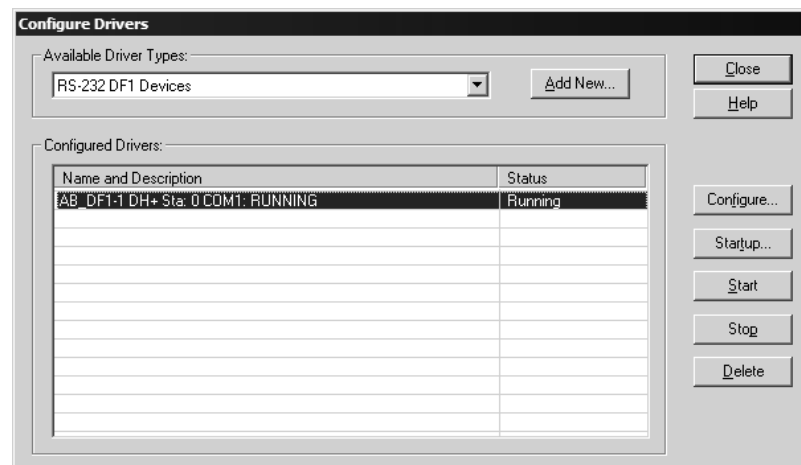 Configure Drivers
Available Driver Types:
RS-232 DF1 Devices
Add New...
Close
Help
Configured Drivers:
Name and Description Status
AB_DF1-1 DH+ Sta: 0 COM1: RUNNING Running
Configure...
Startup...
Start
Stop
Delete